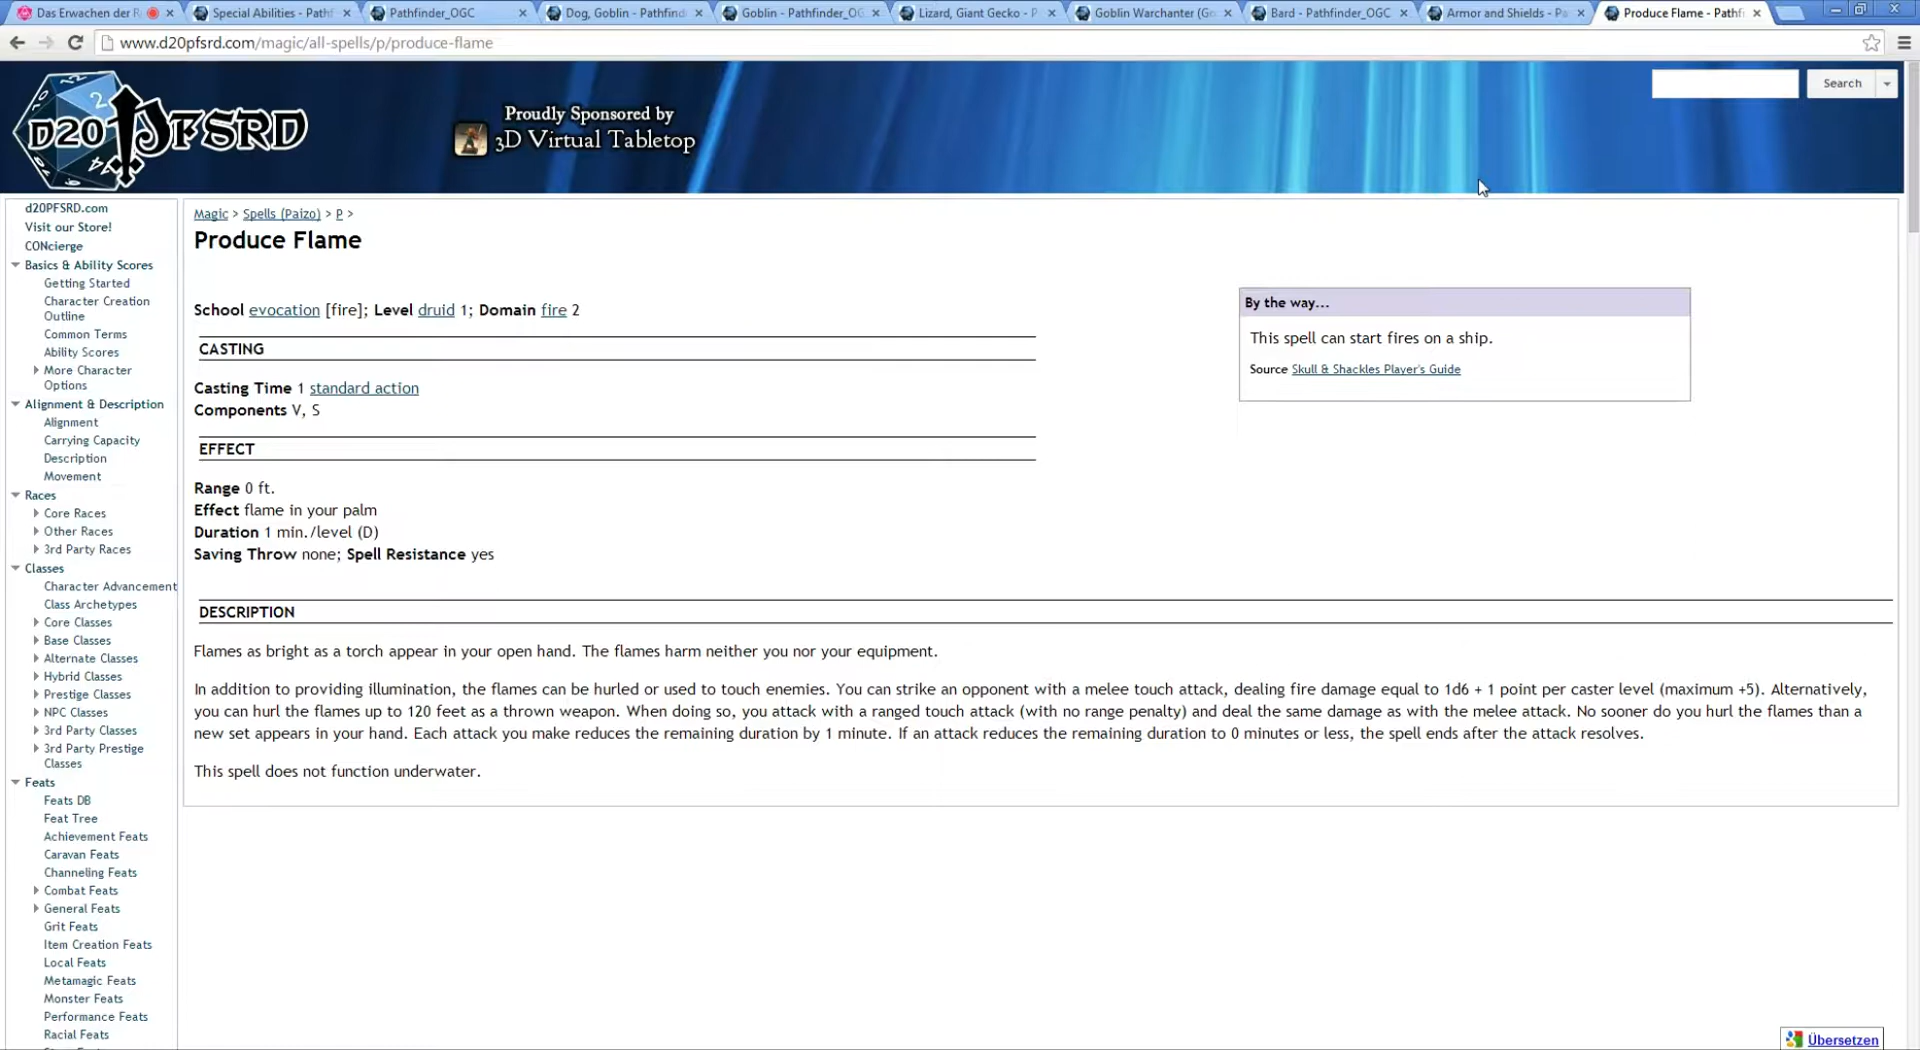 Das Erwachen der R
Special Abilities - Pathf
Pathfinder_OGC
Dog, Goblin - Pathfind
Goblin - Pathfinder_OG
Lizard, Giant Gecko - P
Goblin Warchanter (Go
Bard - Pathfinder_OGC
Armor and Shields - Pa
Produce Flame - Pathfi
www.d20pfsrd.com/magic/all-spells/p/produce-flame
D20PFSRD
Proudly Sponsored by
3D Virtual Tabletop
Search
d20PFSRD.com
Visit our Store!
CONcierge
Basics & Ability Scores
Getting Started
Character Creation
Outline
Common Terms
Ability Scores
More Character
Options
Alignment & Description
Alignment
Carrying Capacity
Description
Movement
Races
Core Races
Other Races
3rd Party Races
Classes
Character Advancement
Class Archetypes
Core Classes
Base Classes
Alternate Classes
Hybrid Classes
Prestige Classes
NPC Classes
3rd Party Classes
3rd Party Prestige
Classes
Feats
Feats DB
Feat Tree
Achievement Feats
Caravan Feats
Channeling Feats
Combat Feats
General Feats
Grit Feats
Item Creation Feats
Local Feats
Metamagic Feats
Monster Feats
Performance Feats
Racial Feats
Magic > Spells (Paizo) > P >
Produce Flame
School evocation [fire]; Level druid 1; Domain fire 2
CASTING
Casting Time 1 standard action
Components V, S
EFFECT
Range 0 ft.
Effect flame in your palm
Duration 1 min./level (D)
Saving Throw none; Spell Resistance yes
By the way...
This spell can start fires on a ship.
Source Skull & Shackles Player's Guide
DESCRIPTION
Flames as bright as a torch appear in your open hand. The flames harm neither you nor your equipment.
In addition to providing illumination, the flames can be hurled or used to touch enemies. You can strike an opponent with a melee touch attack, dealing fire damage equal to 1d6 + 1 point per caster level (maximum +5). Alternatively,
you can hurl the flames up to 120 feet as a thrown weapon. When doing so, you attack with a ranged touch attack (with no range penalty) and deal the same damage as with the melee attack. No sooner do you hurl the flames than a
new set appears in your hand. Each attack you make reduces the remaining duration by 1 minute. If an attack reduces the remaining duration to 0 minutes or less, the spell ends after the attack resolves.
This spell does not function underwater.
Übersetzen